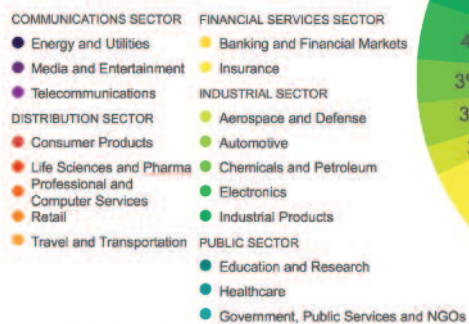 COMMUNICATIONS SECTOR
Energy and Utilities
Media and Entertainment
Telecommunications
DISTRIBUTION SECTOR
Consumer Products
Life Sciences and Pharma
Professional and
Computer Services
Retail
Travel and Transportation
FINANCIAL SERVICES SECTOR
Banking and Financial Markets
Insurance
INDUSTRIAL SECTOR
Aerospace and Defense
Automotive
Chemicals and Petroleum
Electronics
Industrial Products
PUBLIC SECTOR
Education and Research
Healthcare
Government, Public Services and NGOs